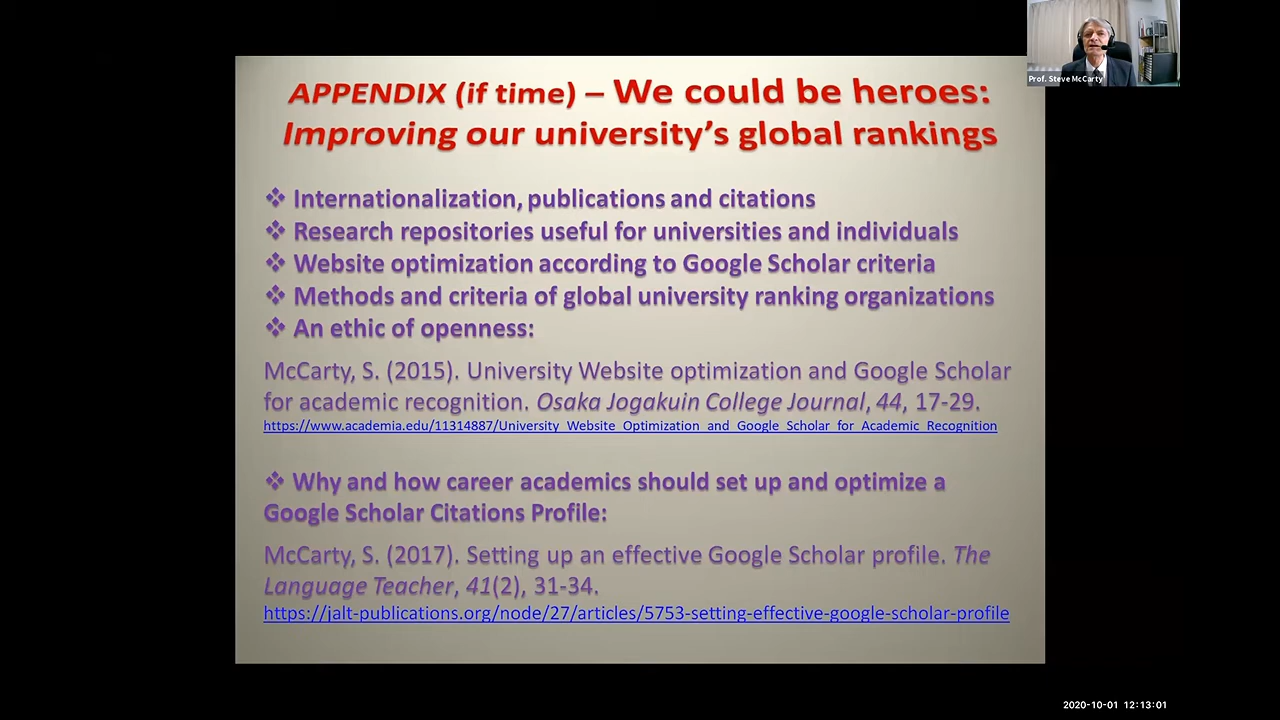 APPENDIX (if time) – We could be heroes:
Improving our university's global rankings
❖ Internationalization, publications and citations
❖ Research repositories useful for universities and individuals
❖ Website optimization according to Google Scholar criteria
❖ Methods and criteria of global university ranking organizations
❖ An ethic of openness:
McCarty, S. (2015). University Website optimization and Google Scholar
for academic recognition. Osaka Jogakuin College Journal, 44, 17-29.
https://www.academia.edu/11314887/University_Website_Optimization_and_Google_Scholar_for_Academic_Recognition
❖ Why and how career academics should set up and optimize a
Google Scholar Citations Profile:
McCarty, S. (2017). Setting up an effective Google Scholar profile. The
Language Teacher, 41(2), 31-34.
https://jalt-publications.org/node/27/articles/5753-setting-effective-google-scholar-profile
Prof. Steve McCarty
2020-10-01 12:13:01